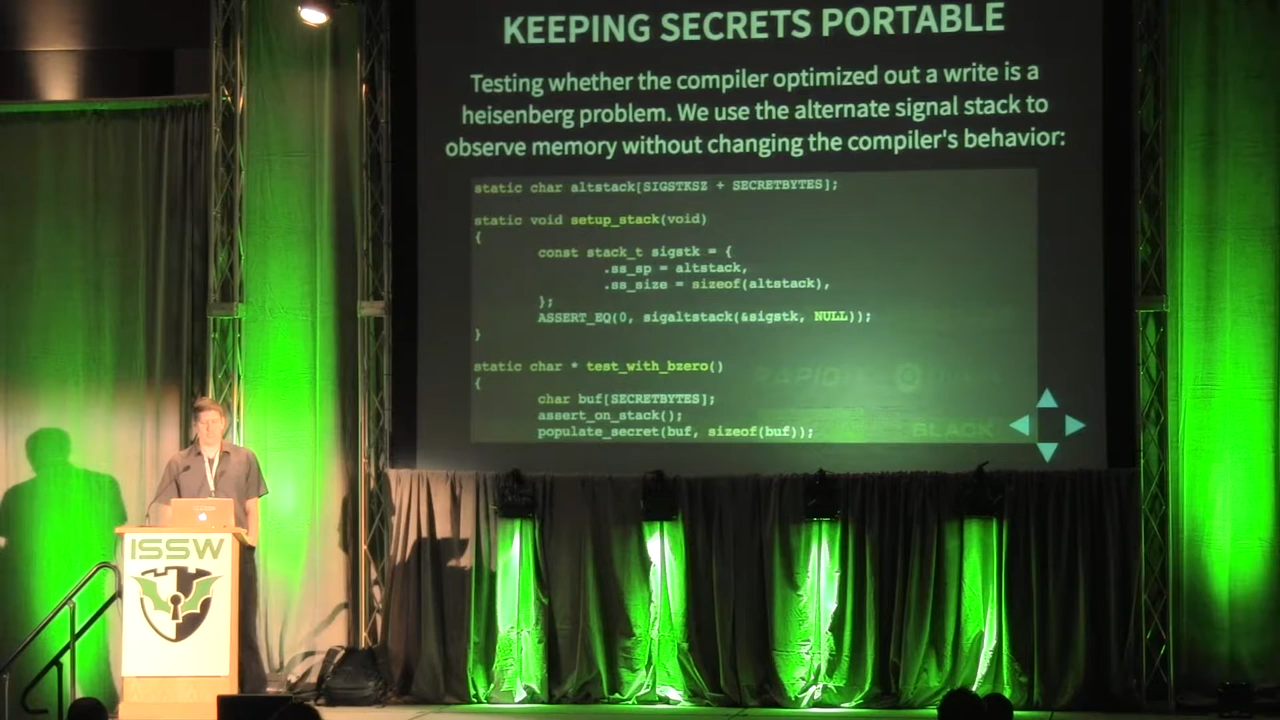 KEEPING SECRETS PORTABLE
Testing whether the compiler optimized out a write is a
heisenberg problem. We use the alternate signal stack to
observe memory without changing the compiler's behavior:
static char altstack[SIGSTKSZ + SECRETBYTES];
static void setup_stack(void)
{
const stack_t sigstk = {
.ss_sp = altstack,
.ss_size = sizeof(altstack),
};
ASSERT_EQ(0, sigaltstack(&sigstk, NULL));
}
static char * test_with_bzero()
{
char buf[SECRETBYTES];
assert_on_stack();
populate_secret(buf, sizeof(buf));
BLACK
ISSW